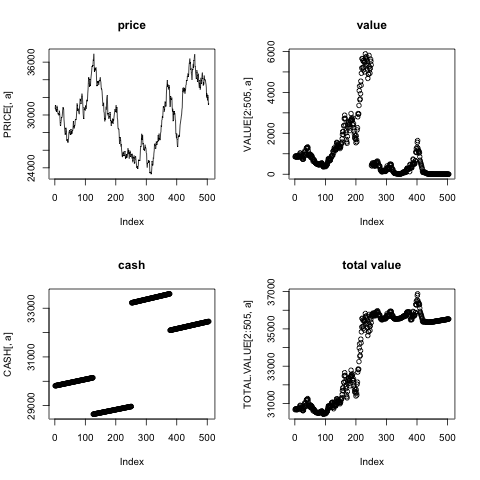 price
PRICE[, a]
24000 30000 36000
0 100 200 300 400 500
Index
value
VALUE[2:505, a]
0 2000 4000 6000
0 100 200 300 400 500
Index
cash
CASH[, a]
29000 31000 33000
0 100 200 300 400 500
Index
total value
TOTAL.VALUE[2:505, a]
31000 33000 35000 37000
0 100 200 300 400 500
Index